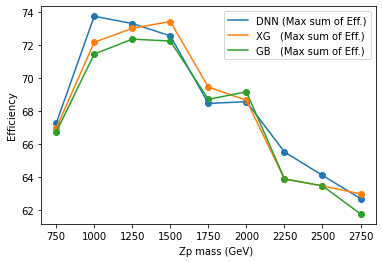 74
72
70
68
66
64
62
Efficiency
DNN (Max sum of Eff.)
XG (Max sum of Eff.)
GB (Max sum of Eff.)
750 1000 1250 1500 1750 2000 2250 2500 2750
Zp mass (GeV)